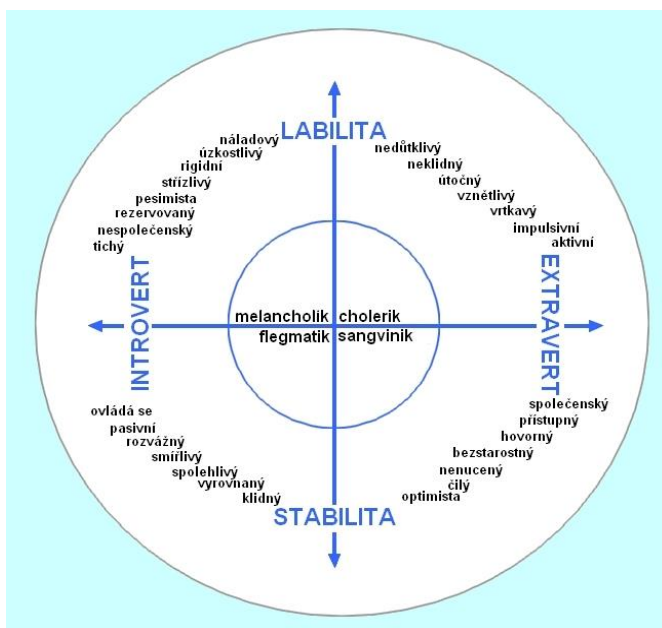 LABILITA
náladový
úzkostlivý
rigidní
střízlivý
pesimista
rezervovaný
nespolečenský
tichý
nedůtklivý
neklidný
útočný
vznětlivý
vrtkavý
impulsivní
aktivní
INTROVERT
melancholík
cholerik
flegmatik
sangvinik
EXTRAVERT
ovládá se
pasivní
rozvážný
smířlivý
spolehlivý
vyrovnaný
klidný
společenský
přístupný
hovorný
bezstarostný
nenucený
čilý
optimista
STABILITA